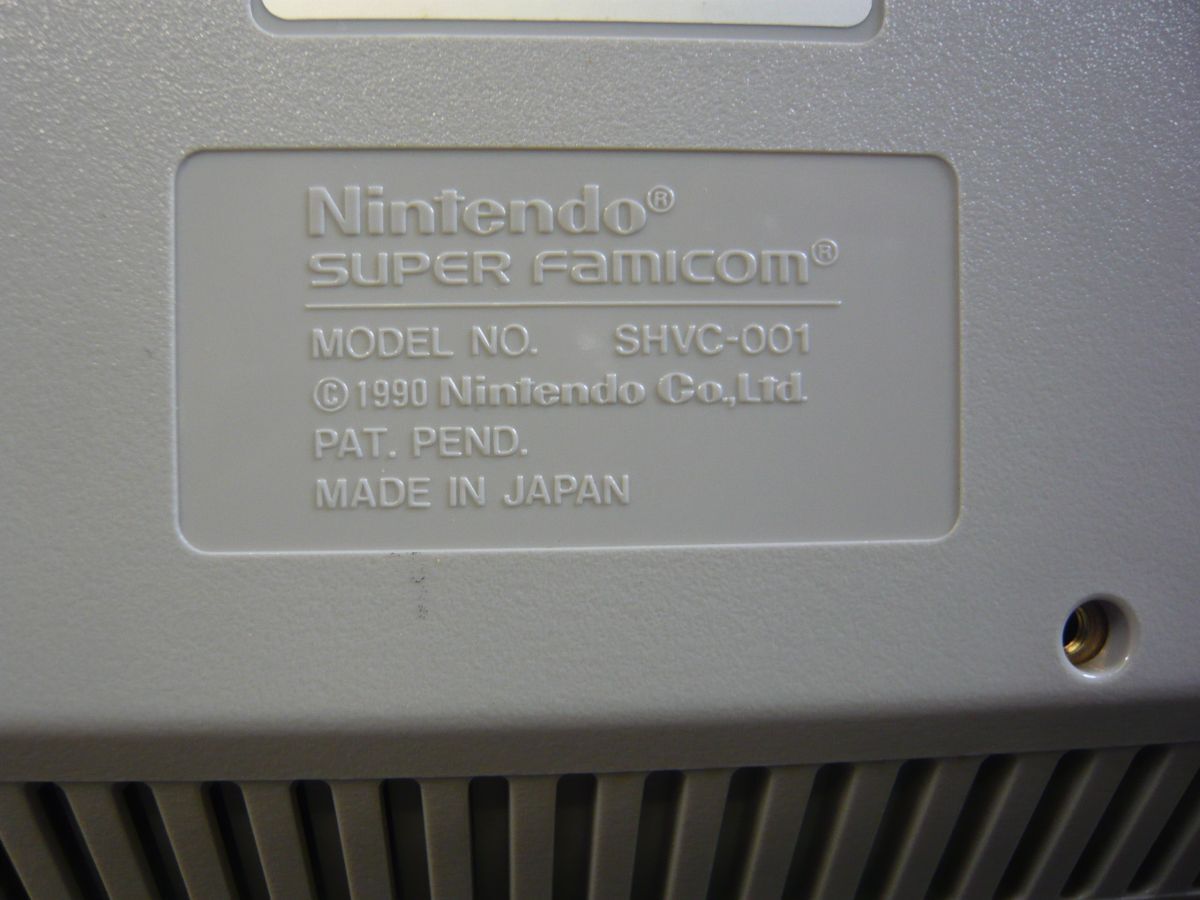 Nintendo®
SUPER Famicom®
MODEL NO. SHVC-001
© 1990 Nintendo Co.,Ltd.
PAT. PEND.
MADE IN JAPAN